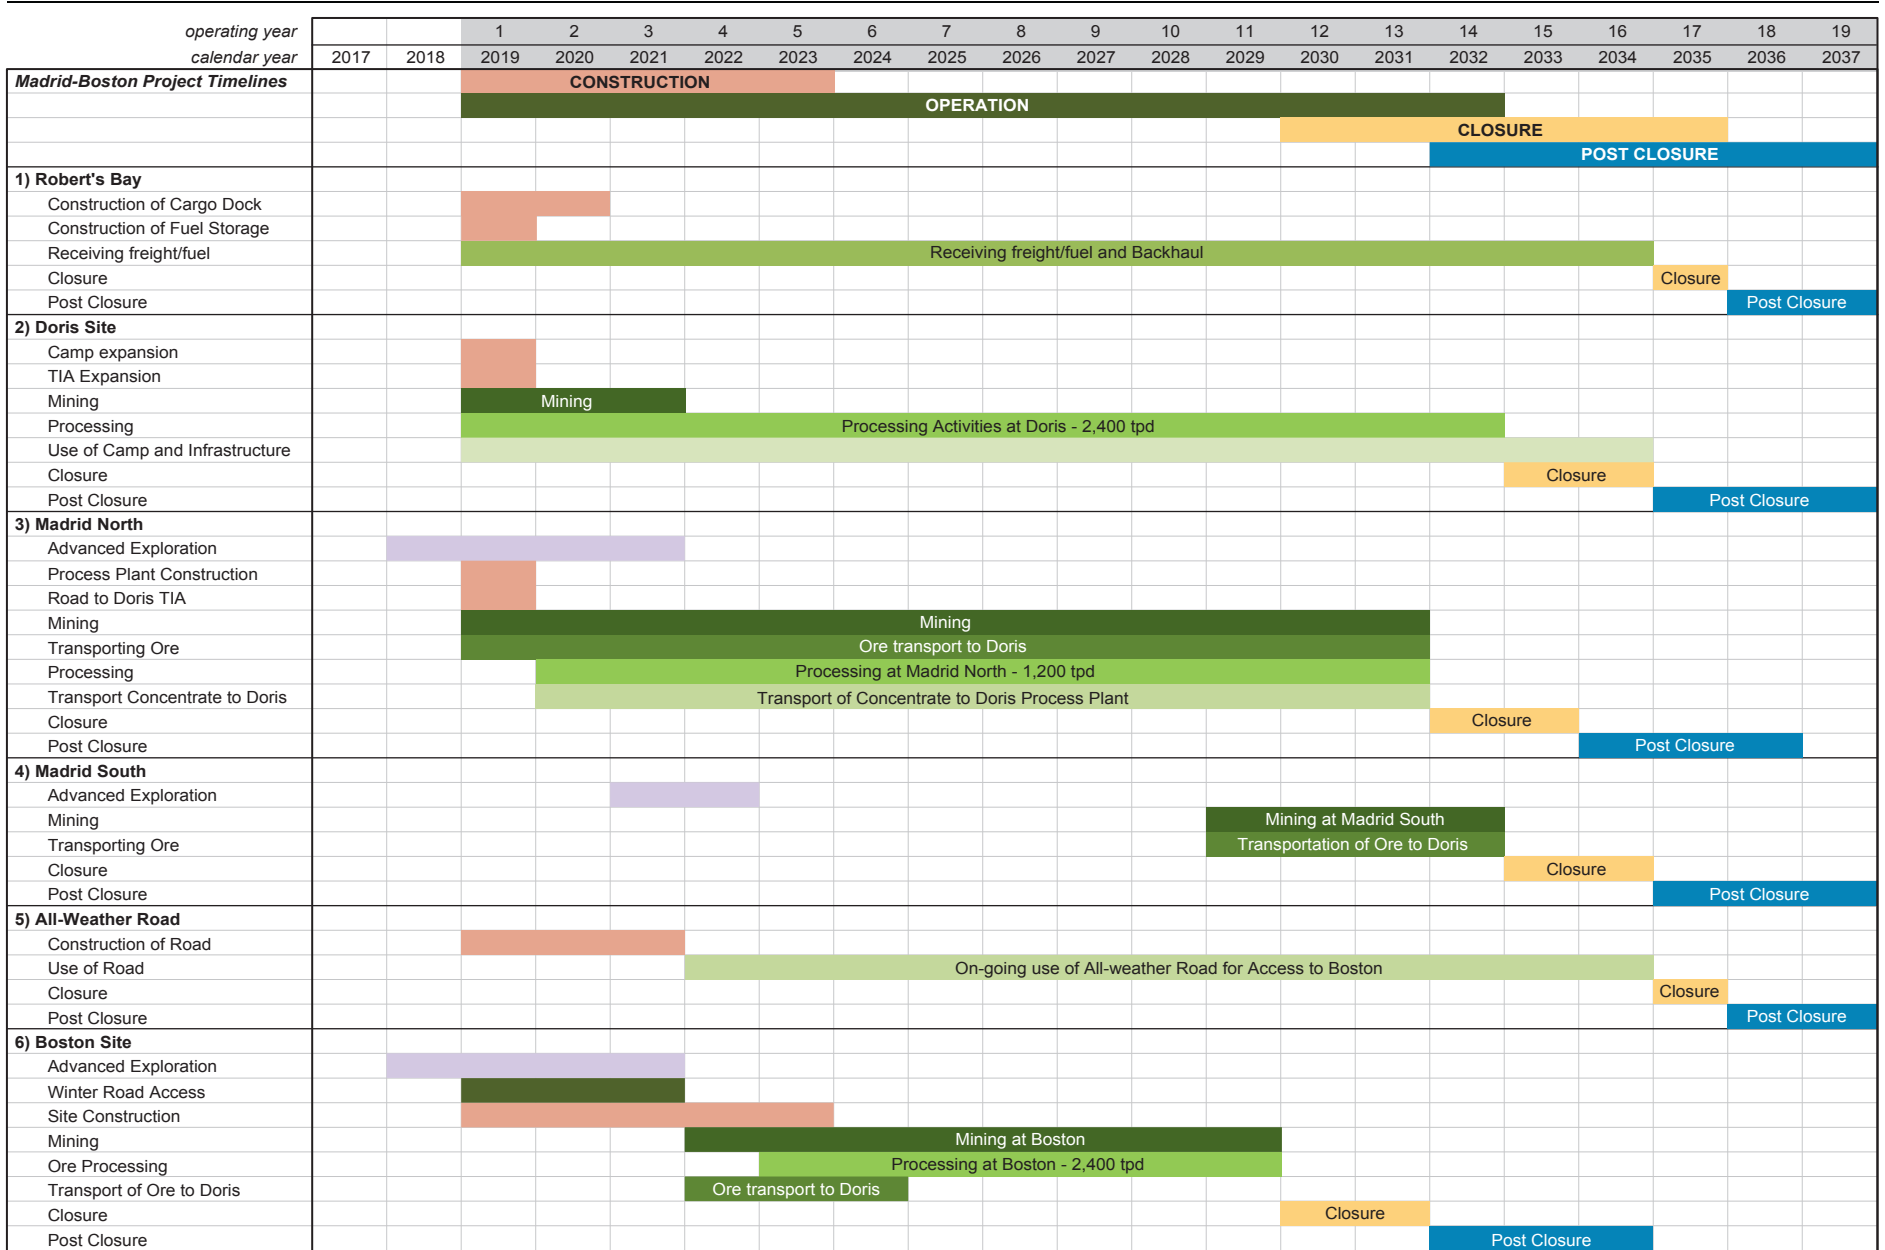 operating year 1 2 3 4 5 6 7 8 9 10 11 12 13 14 15 16 17 18 19
calendar year 2017 2018 2019 2020 2021 2022 2023 2024 2025 2026 2027 2028 2029 2030 2031 2032 2033 2034 2035 2036 2037
Madrid-Boston Project Timelines CONSTRUCTION
OPERATION
CLOSURE
POST CLOSURE
1) Robert's Bay
Construction of Cargo Dock
Construction of Fuel Storage
Receiving freight/fuel Receiving freight/fuel and Backhaul
Closure Closure
Post Closure Post Closure
2) Doris Site
Camp expansion
TIA Expansion
Mining Mining
Processing Processing Activities at Doris - 2,400 tpd
Use of Camp and Infrastructure
Closure Closure
Post Closure Post Closure
3) Madrid North
Advanced Exploration
Process Plant Construction
Road to Doris TIA
Mining Mining
Transporting Ore Ore transport to Doris
Processing Processing at Madrid North - 1,200 tpd
Transport Concentrate to Doris Transport of Concentrate to Doris Process Plant
Closure Closure
Post Closure Post Closure
4) Madrid South
Advanced Exploration
Mining Mining at Madrid South
Transporting Ore Transportation of Ore to Doris
Closure Closure
Post Closure Post Closure
5) All-Weather Road
Construction of Road
Use of Road On-going use of All-weather Road for Access to Boston
Closure Closure
Post Closure Post Closure
6) Boston Site
Advanced Exploration
Winter Road Access
Site Construction
Mining Mining at Boston
Ore Processing Processing at Boston - 2,400 tpd
Transport of Ore to Doris Ore transport to Doris
Closure Closure
Post Closure Post Closure